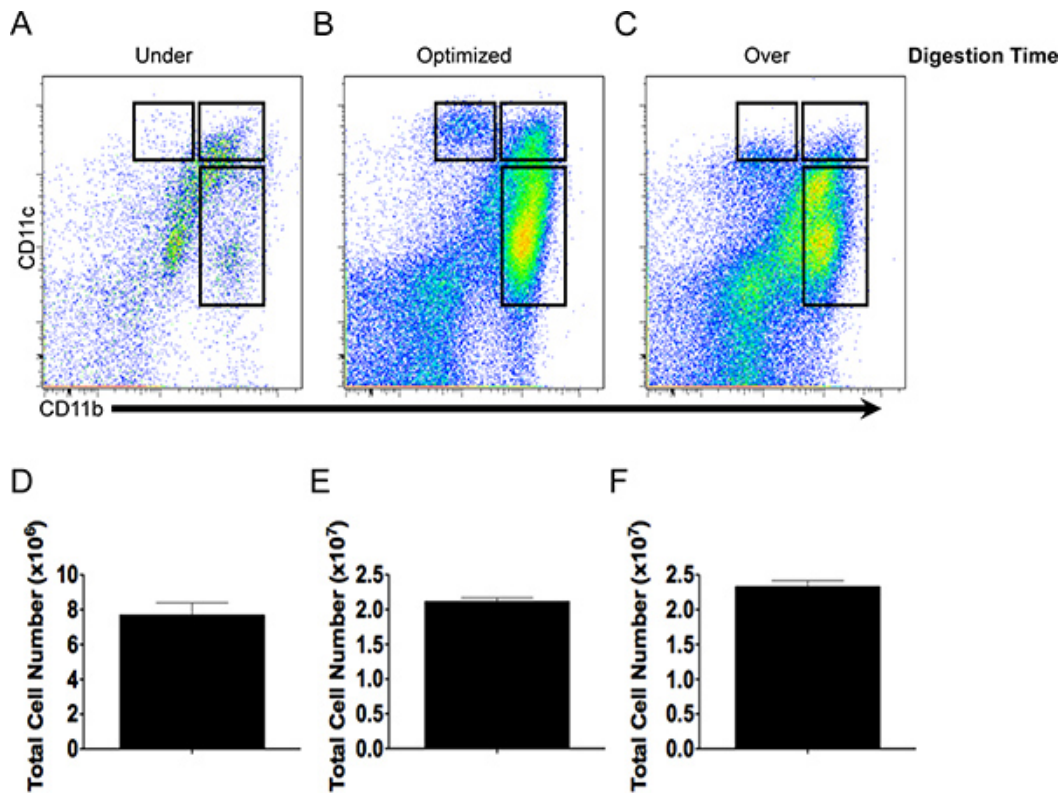 A
B
C
Under
Optimized
Over
Digestion Time
CD11c
CD11b
D
E
F
Total Cell Number (x10⁶)
10
8
6
4
2
0
Total Cell Number (x10⁷)
2.5
2.0
1.5
1.0
0.5
0.0
Total Cell Number (x10⁷)
2.5
2.0
1.5
1.0
0.5
0.0